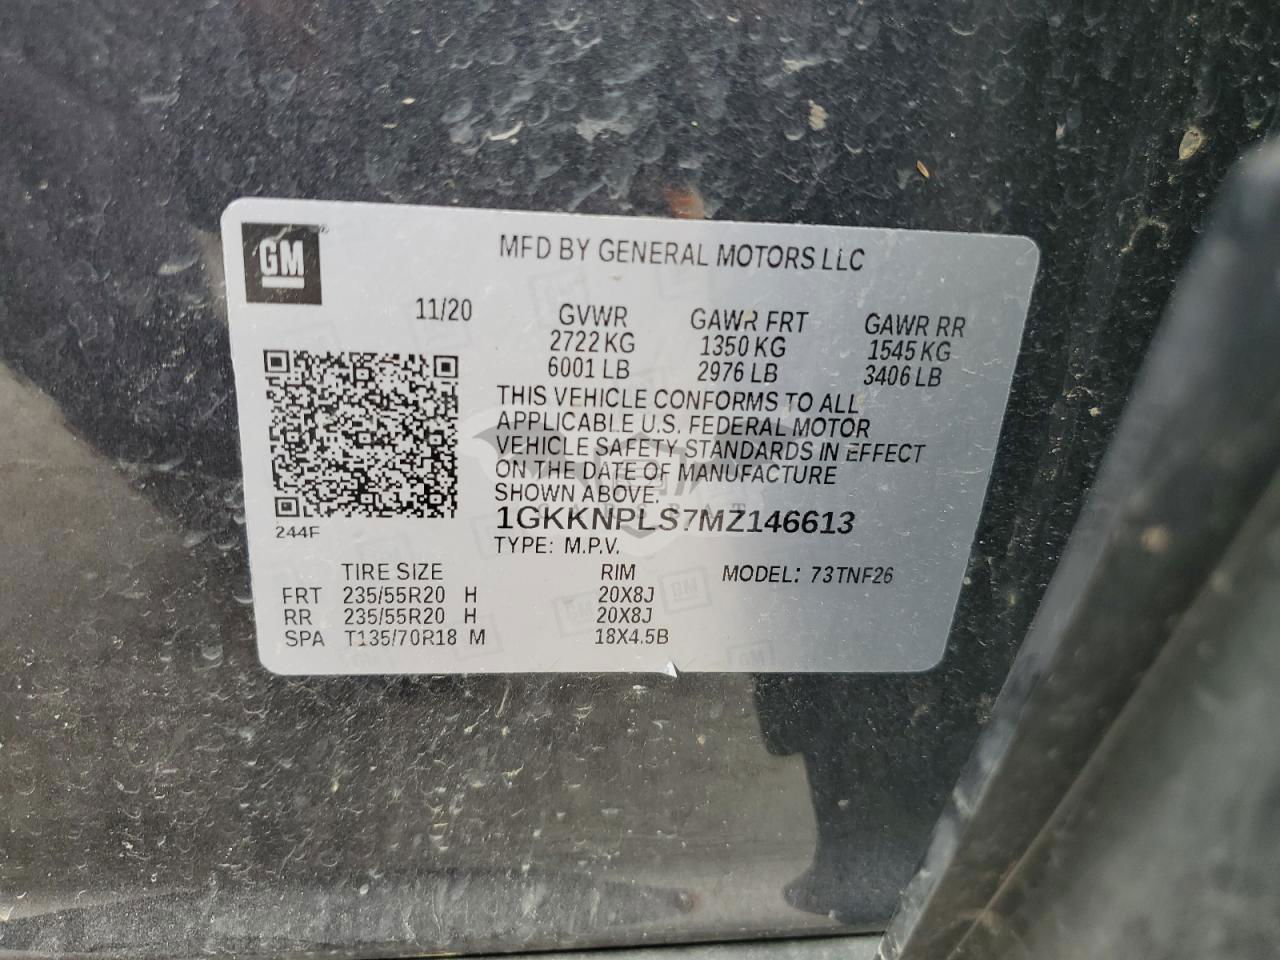 GM
MFD BY GENERAL MOTORS LLC
11/20 GVWR GAWR FRT GAWR RR
2722 KG 1350 KG 1545 KG
6001 LB 2976 LB 3406 LB
THIS VEHICLE CONFORMS TO ALL
APPLICABLE U.S. FEDERAL MOTOR
VEHICLE SAFETY STANDARDS IN EFFECT
ON THE DATE OF MANUFACTURE
SHOWN ABOVE.
1GKKNPLS7MZ146613
244F
TYPE: M.P.V.
TIRE SIZE RIM MODEL: 73TNF26
FRT 235/55R20 H 20X8J
RR 235/55R20 H 20X8J
SPA T135/70R18 M 18X4.5B